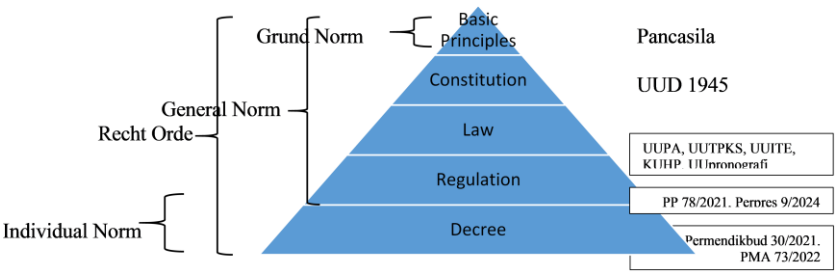 Basic
Grund Norm
Principles
Pancasila
Constitution
UUD 1945
General Norm
Law
Recht Orde
UUPA, UUTPKS, UUITE,
KUHP, UUpronografi
Regulation
PP 78/2021. Perpres 9/2024
Individual Norm
Decree
Permendikbud 30/2021.
PMA 73/2022